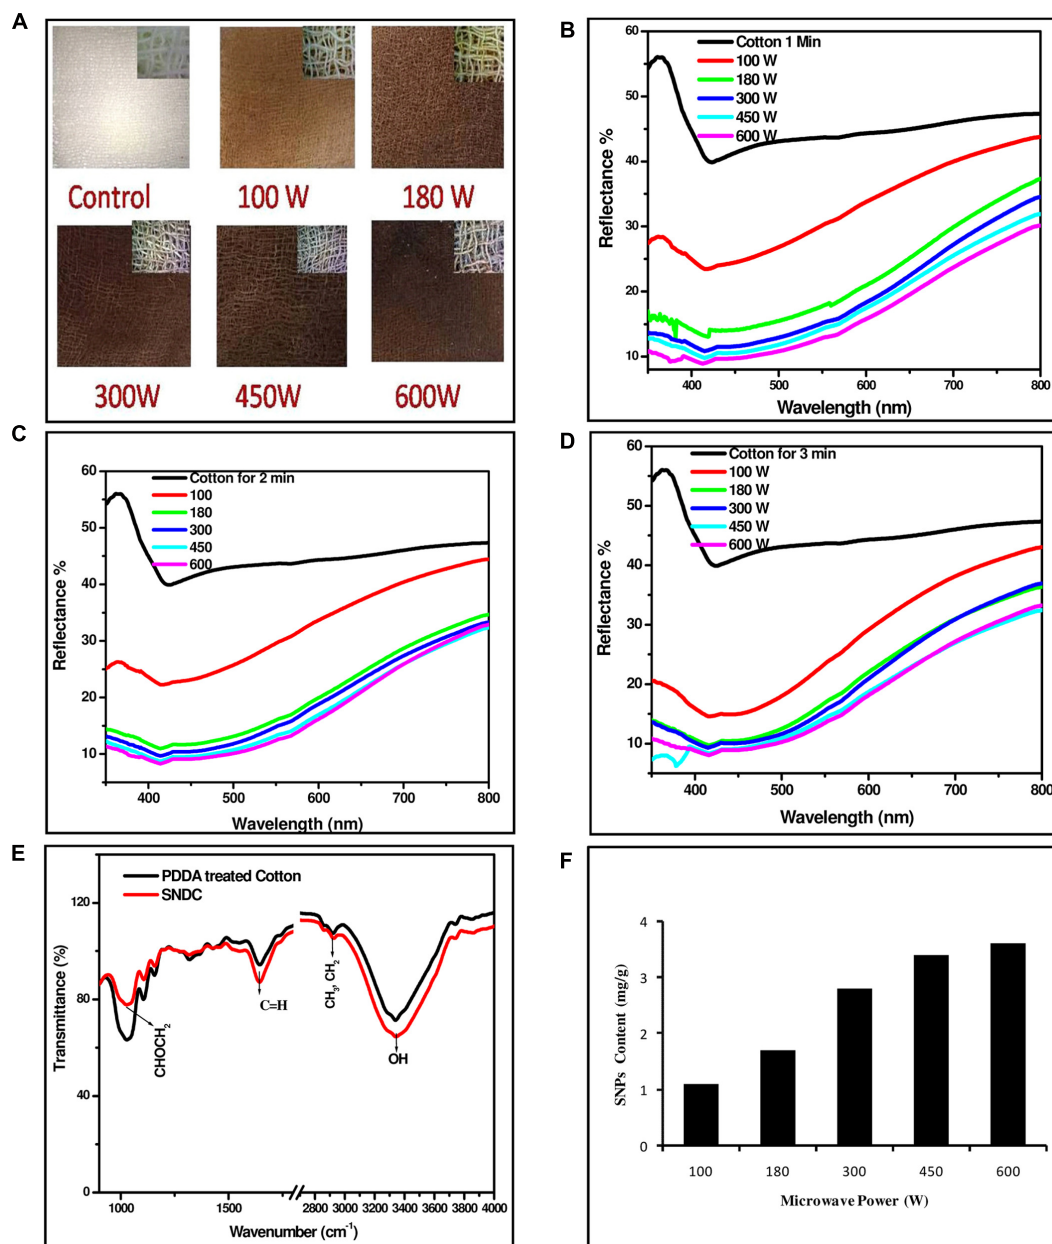 A
Control
100 W
180 W
300W
450W
600W
B
Cotton 1 Min
100 W
180 W
300 W
450 W
600 W
60
50
40
30
20
10
Reflectance %
400
500
600
700
800
Wavelength (nm)
C
Cotton for 2 min
100
180
300
450
600
60
50
40
30
20
10
Reflectance %
400
500
600
700
800
Wavelength (nm)
D
Cotton for 3 min
100 W
180 W
300 W
450 W
600 W
60
50
40
30
20
10
Reflectance %
400
500
600
700
800
Wavelength (nm)
E
PDDA treated Cotton
SNDC
120
80
40
0
Transmittance (%)
CHOCH2
C=H
CH3, CH2
OH
1000
1500
2800
3000
3200
3400
3600
3800
4000
Wavenumber (cm-1)
F
4
3
2
1
0
SNPs Content (mg/g)
100
180
300
450
600
Microwave Power (W)